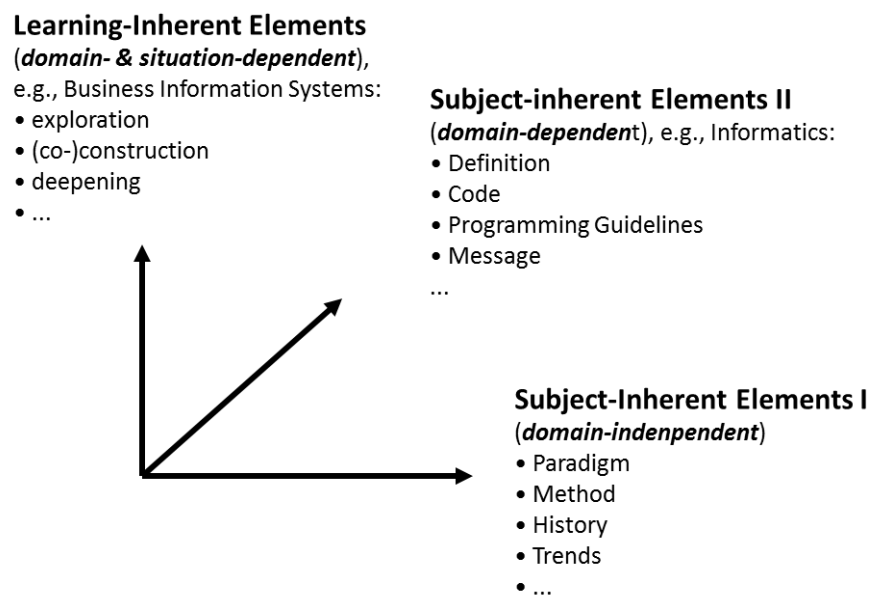 Learning-Inherent Elements
(domain- & situation-dependent),
e.g., Business Information Systems:
• exploration
• (co-)construction
• deepening
• ...
Subject-inherent Elements II
(domain-dependent), e.g., Informatics:
• Definition
• Code
• Programming Guidelines
• Message
...
Subject-Inherent Elements I
(domain-indenpendent)
• Paradigm
• Method
• History
• Trends
• ...